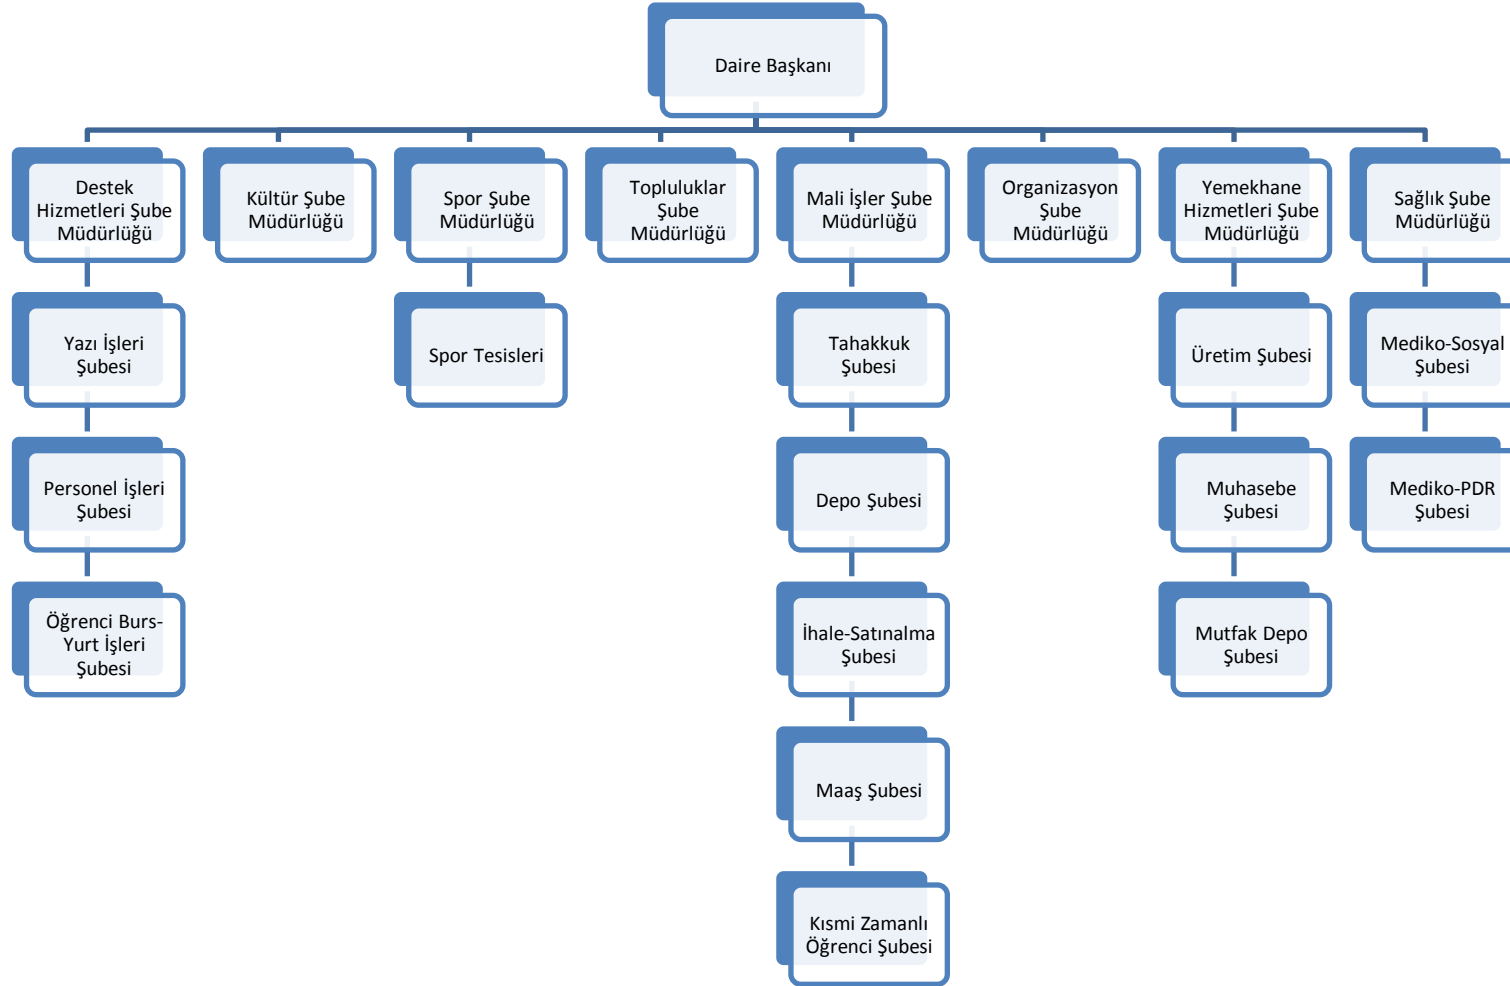 Daire Başkanı
Destek
Hizmetleri Şube
Müdürlüğü
Kültür Şube
Müdürlüğü
Spor Şube
Müdürlüğü
Topluluklar
Şube
Müdürlüğü
Mali İşler Şube
Müdürlüğü
Organizasyon
Şube
Müdürlüğü
Yemekhane
Hizmetleri Şube
Müdürlüğü
Sağlık Şube
Müdürlüğü
Yazı İşleri
Şubesi
Spor Tesisleri
Tahakkuk
Şubesi
Üretim Şubesi
Mediko-Sosyal
Şubesi
Personel İşleri
Şubesi
Depo Şubesi
Muhasebe
Şubesi
Mediko-PDR
Şubesi
Öğrenci Burs-
Yurt İşleri
Şubesi
İhale-Satınalma
Şubesi
Mutfak Depo
Şubesi
Maaş Şubesi
Kısmi Zamanlı
Öğrenci Şubesi